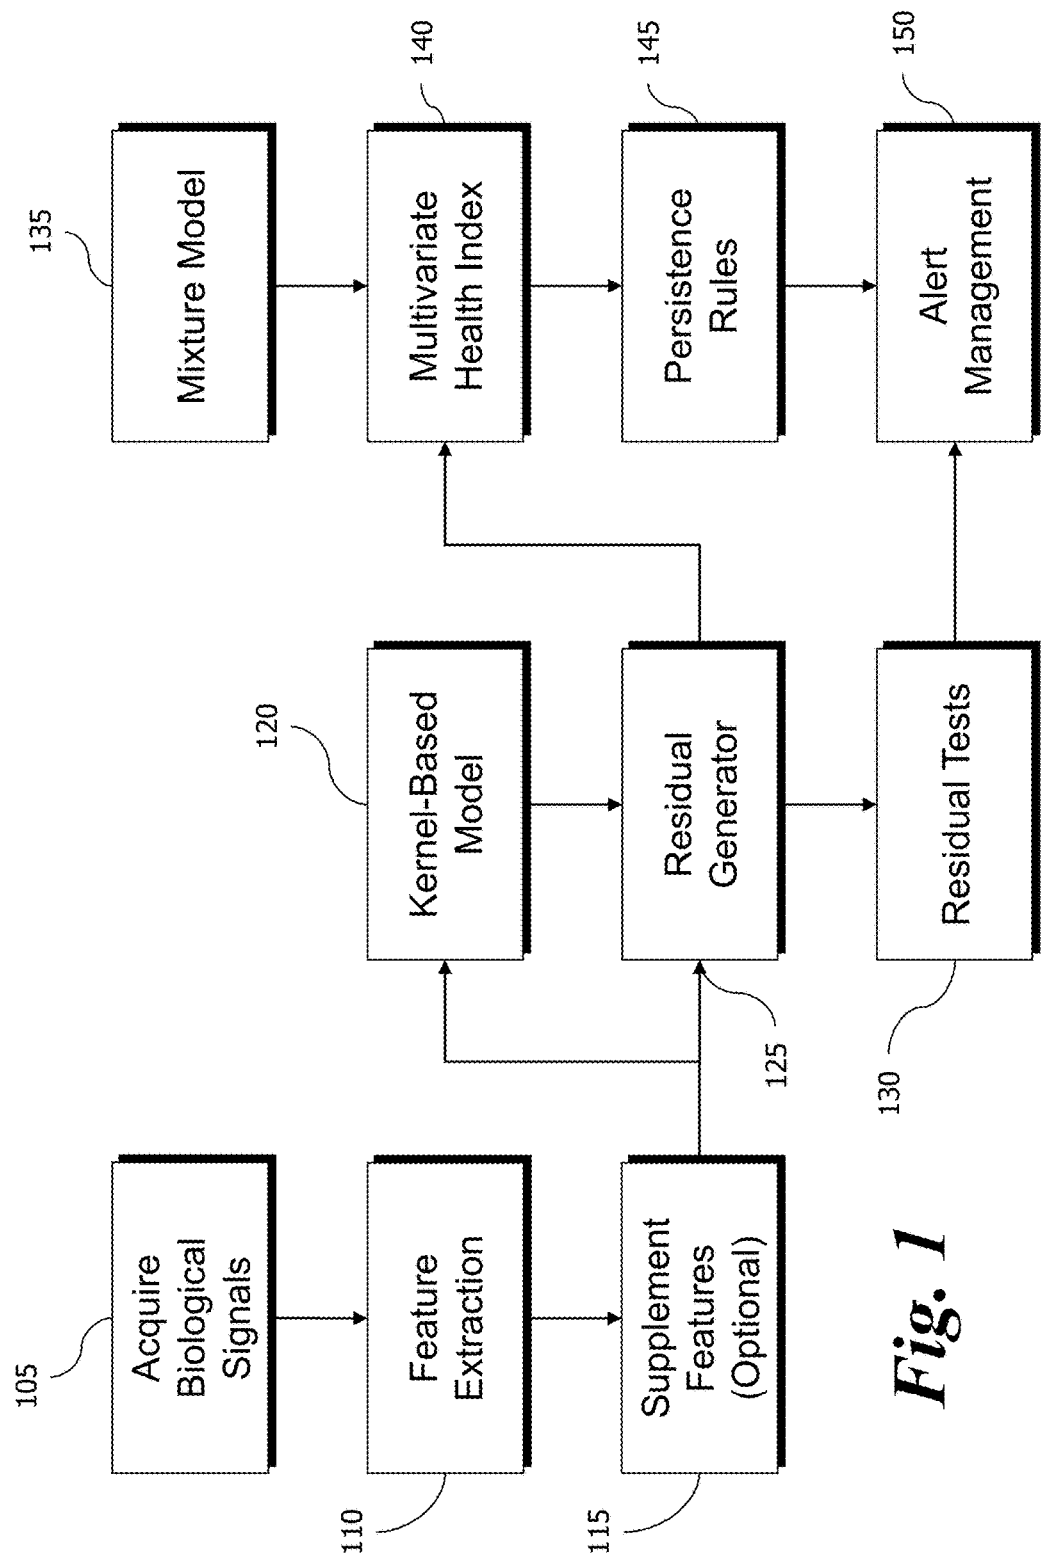 105
Acquire
Biological
Signals
110
Feature
Extraction
115
Supplement
Features
(Optional)
120
Kernel-Based
Model
125
Residual
Generator
130
Residual Tests
135
Mixture Model
140
Multivariate
Health Index
145
Persistence
Rules
150
Alert
Management
Fig. 1